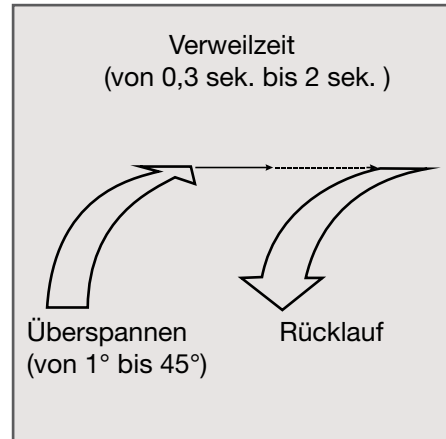 Verweilzeit
(von 0,3 sek. bis 2 sek. )
Überspannen
(von 1° bis 45°)
Rücklauf